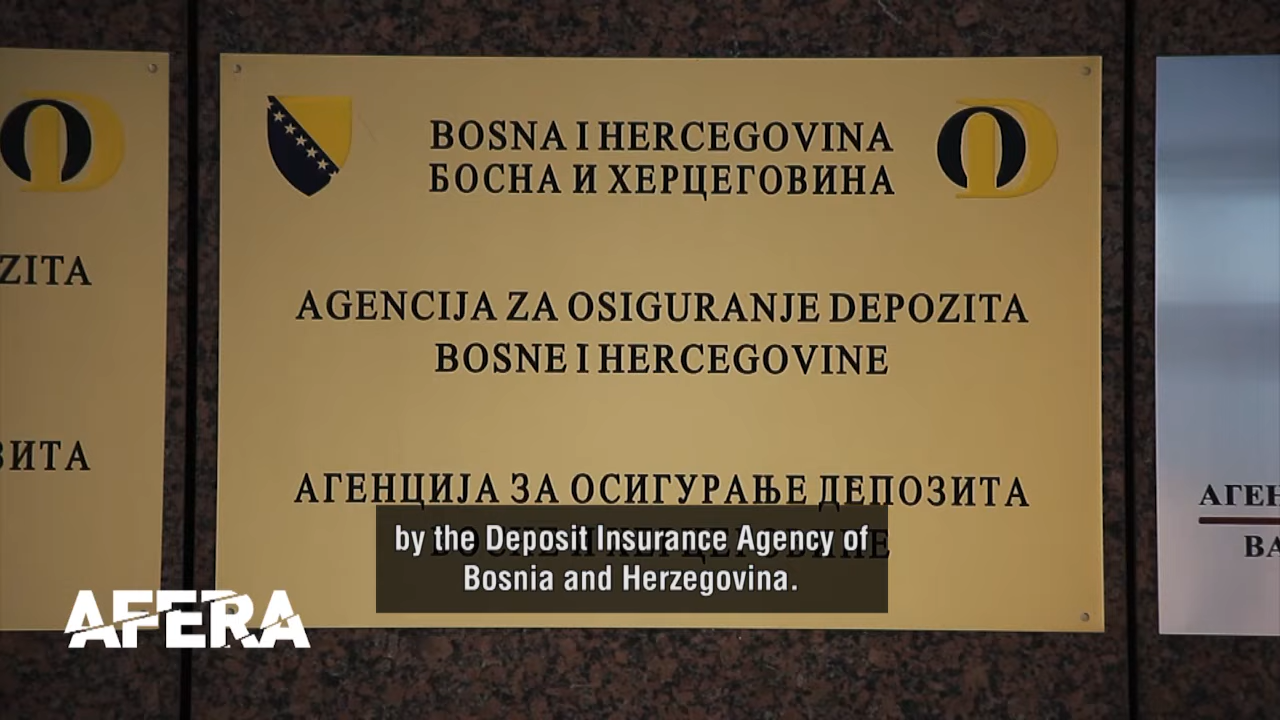 BOSNA I HERCEGOVINA
БОСНА И ХЕРЦЕГОВИНА
AGENCIJA ZA OSIGURANJE DEPOZITA
BOSNE I HERCEGOVINE
АГЕНЦИЈА ЗА ОСИГУРАЊЕ ДЕПОЗИТА
by the Deposit Insurance Agency of
Bosnia and Herzegovina.
AFERA
ZITA
ЗИТА
АГЕН
ВА